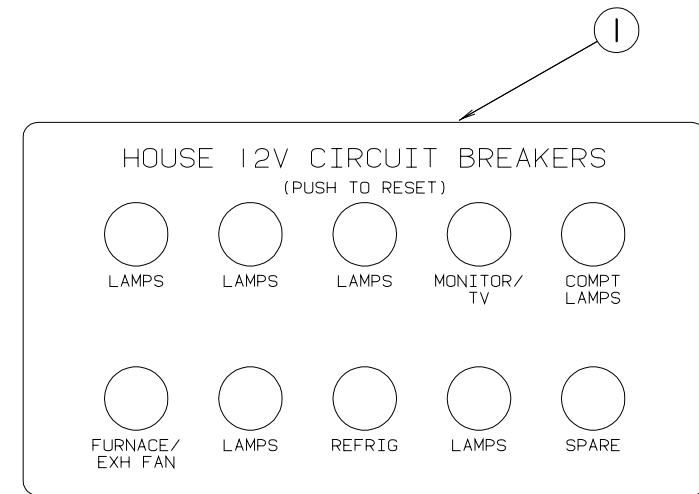 1
HOUSE 12V CIRCUIT BREAKERS
(PUSH TO RESET)
LAMPS LAMPS LAMPS MONITOR/ COMPT
TV LAMPS
FURNACE/ LAMPS REFRIG LAMPS SPARE
EXH FAN